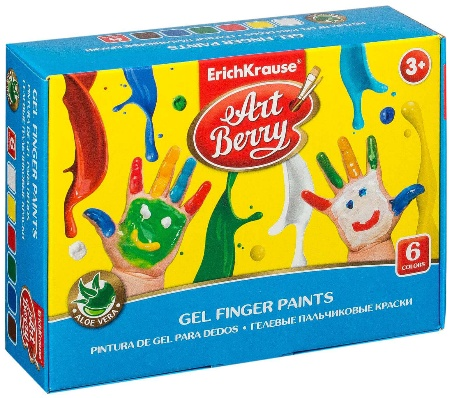 ErichKrause®
Art
Berry®
3+
6
COLORS
ALOE VERA
GEL FINGER PAINTS
PINTURA DE GEL PARA DEDOS • ГЕЛЕВЫЕ ПАЛЬЧИКОВЫЕ КРАСКИ
GEL FINGER PAINTS